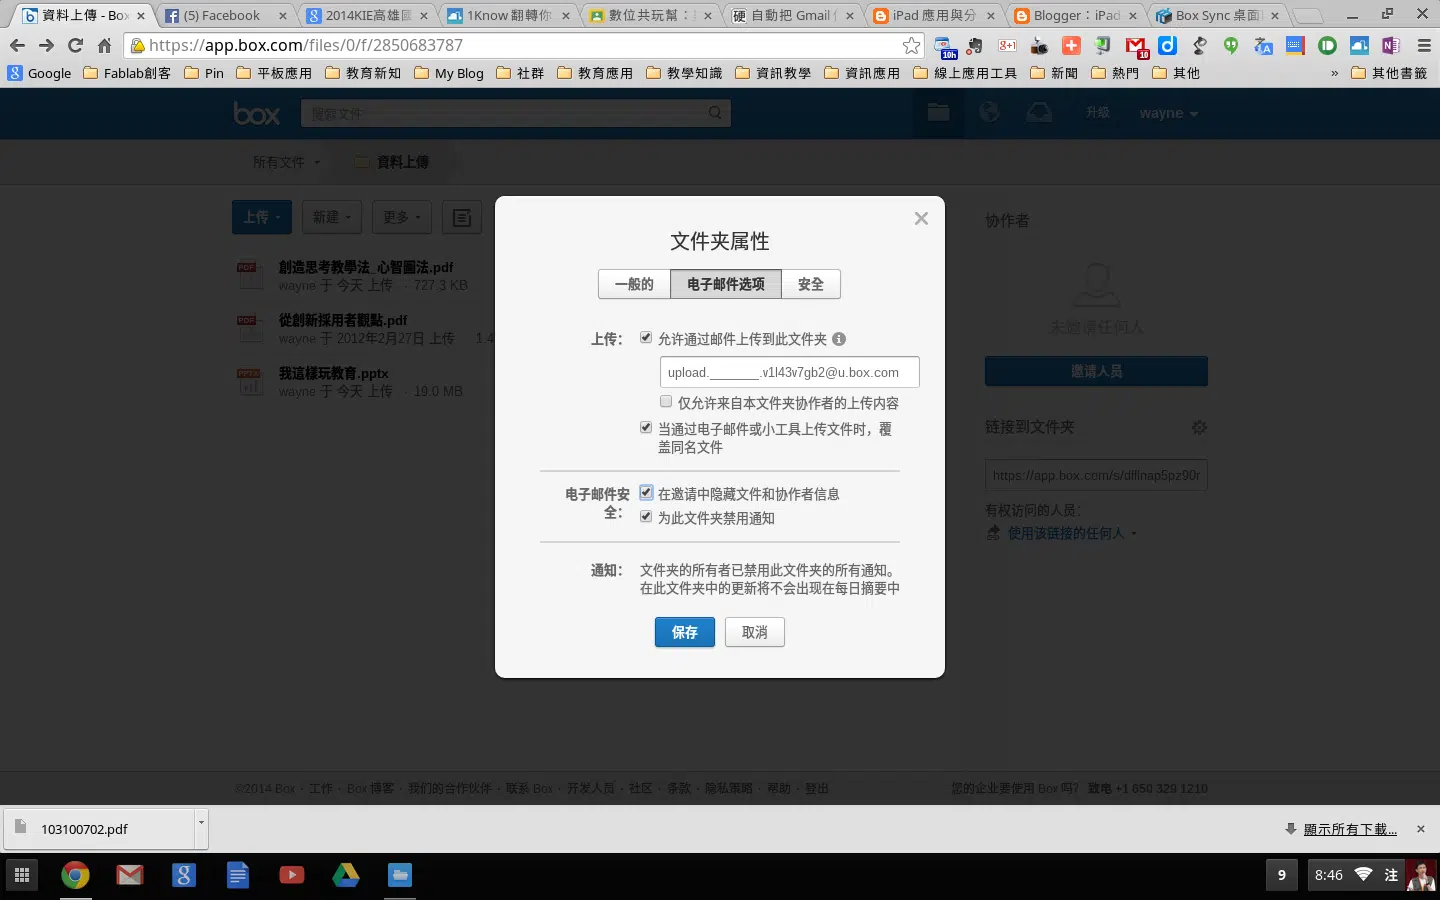 資料上傳 - Box
(5) Facebook
2014KIE高雄國
1Know 翻轉你
數位共玩幫：
自動把 Gmail
iPad 應用與分
Blogger：iPad
Box Sync 桌面
https://app.box.com/files/0/f/2850683787
Google
Fablab創客
Pin
平板應用
教育新知
My Blog
社群
教育應用
教學知識
資訊教學
資訊應用
線上應用工具
新聞
熱門
其他
»
其他書籤
box
搜索文件
升級
wayne
所有文件
資料上傳
上传
新建
更多
創造思考教學法_心智圖法.pdf
wayne 于 今天 上传 · 727.3 KB
從創新採用者觀點.pdf
wayne 于 2012年2月27日 上传 1.4
我這樣玩教育.pptx
wayne 于 今天 上传 · 19.0 MB
文件夹属性
一般的
电子邮件选项
安全
上传：
允许通过邮件上传到此文件夹
upload._______.v1l43v7gb2@u.box.com
仅允许来自本文件夹协作者的上传内容
当通过电子邮件或小工具上传文件时，覆
盖同名文件
电子邮件安
全：
在邀请中隐藏文件和协作者信息
为此文件夹禁用通知
通知：
文件夹的所有者已禁用此文件夹的所有通知。
在此文件夹中的更新将不会出现在每日摘要中
保存
取消
协作者
未邀请任何人
邀请人员
链接到文件夹
有权访问的人员：
使用该链接的任何人
©2014 Box · 工作 · Box 博客 · 我们的合作伙伴 · 联系 Box · 开发人员 · 社区 · 条款 · 隐私策略 · 帮助 · 登出
您的企业要使用 Box 吗? 致电 +1 650 329 1210
103100702.pdf
顯示所有下載...
9
8:46
注